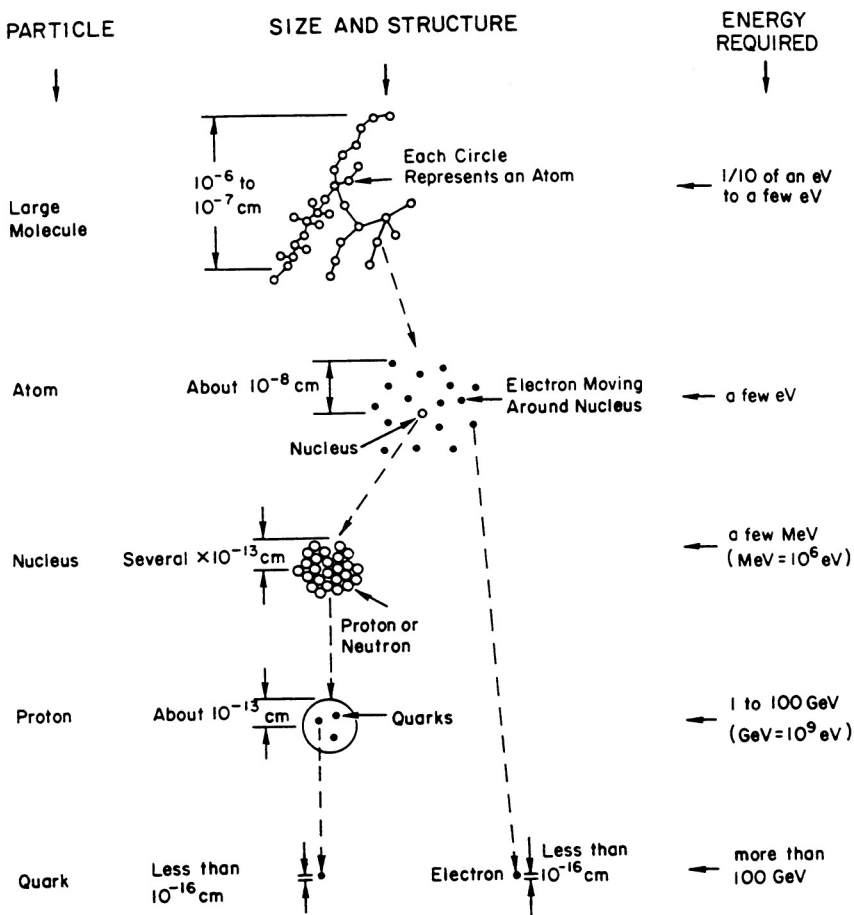 PARTICLE
SIZE AND STRUCTURE
ENERGY
REQUIRED
Large
Molecule
10⁻⁶ to
10⁻⁷ cm
Each Circle
Represents an Atom
1/10 of an eV
to a few eV
Atom
About 10⁻⁸ cm
Electron Moving
Around Nucleus
Nucleus
a few eV
Nucleus
Several ×10⁻¹³ cm
Proton or
Neutron
a few MeV
(MeV=10⁶ eV)
Proton
About 10⁻¹³ cm
Quarks
1 to 100 GeV
(GeV=10⁹ eV)
Quark
Less than
10⁻¹⁶ cm
Electron
Less than
10⁻¹⁶ cm
more than
100 GeV